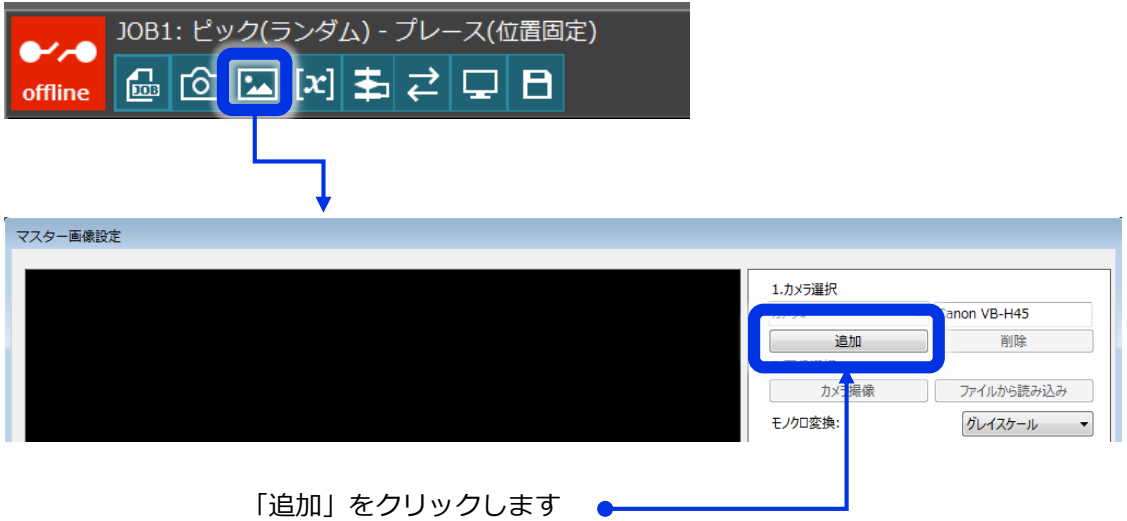 JOB1: ピック(ランダム) - プレース(位置固定)
offline
JOB
[x]
マスター画像設定
1.カメラ選択
Canon VB-H45
追加 削除
カメラ撮像 ファイルから読み込み
モノクロ変換: グレイスケール
「追加」をクリックします